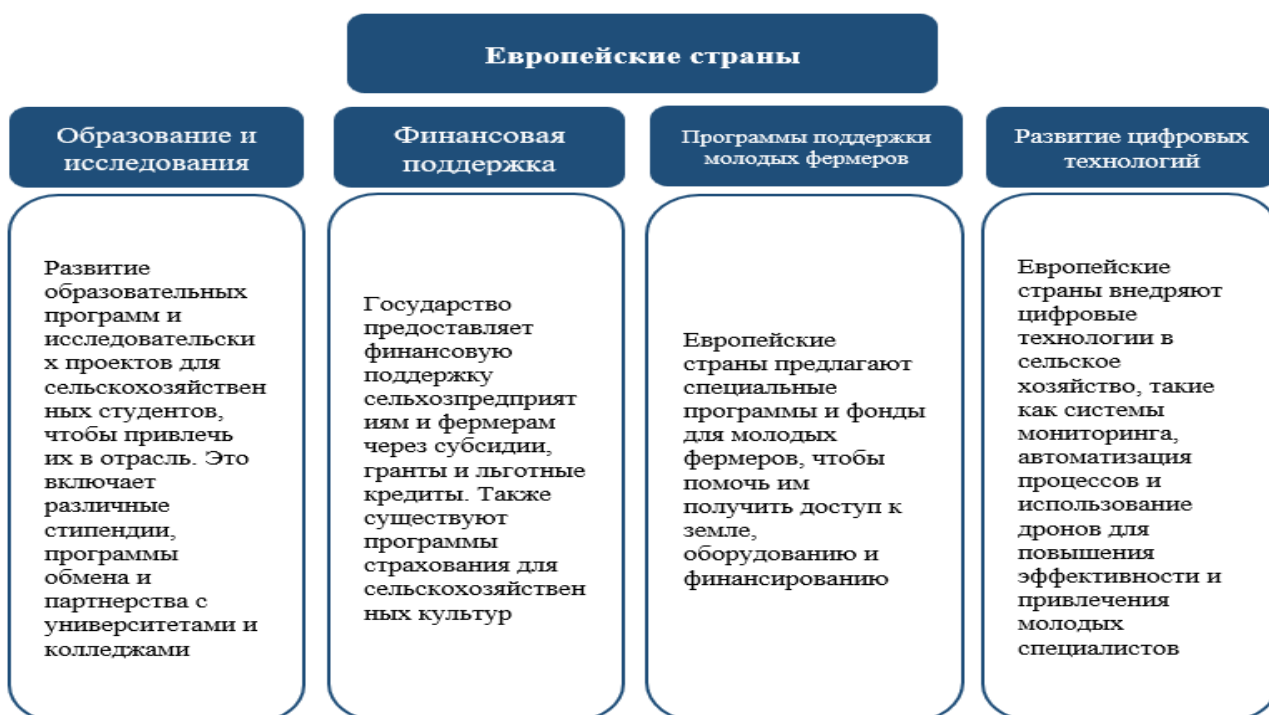 Европейские страны
Образование и
исследования
Развитие
образовательных
программ и
исследовательски
х проектов для
сельскохозяйствен
ных студентов,
чтобы привлечь
их в отрасль. Это
включает
различные
стипендии,
программы
обмена и
партнерства с
университетами и
колледжами
Финансовая
поддержка
Государство
предоставляет
финансовую
поддержку
сельхозпредприят
иям и фермерам
через субсидии,
гранты и льготные
кредиты. Также
существуют
программы
страхования для
сельскохозяйствен
ных культур
Программы поддержки
молодых фермеров
Европейские
страны предлагают
специальные
программы и фонды
для молодых
фермеров, чтобы
помочь им
получить доступ к
земле,
оборудованию и
финансированию
Развитие цифровых
технологий
Европейские
страны внедряют
цифровые
технологии в
сельское
хозяйство, такие
как системы
мониторинга,
автоматизация
процессов и
использование
дронов для
повышения
эффективности и
привлечения
молодых
специалистов